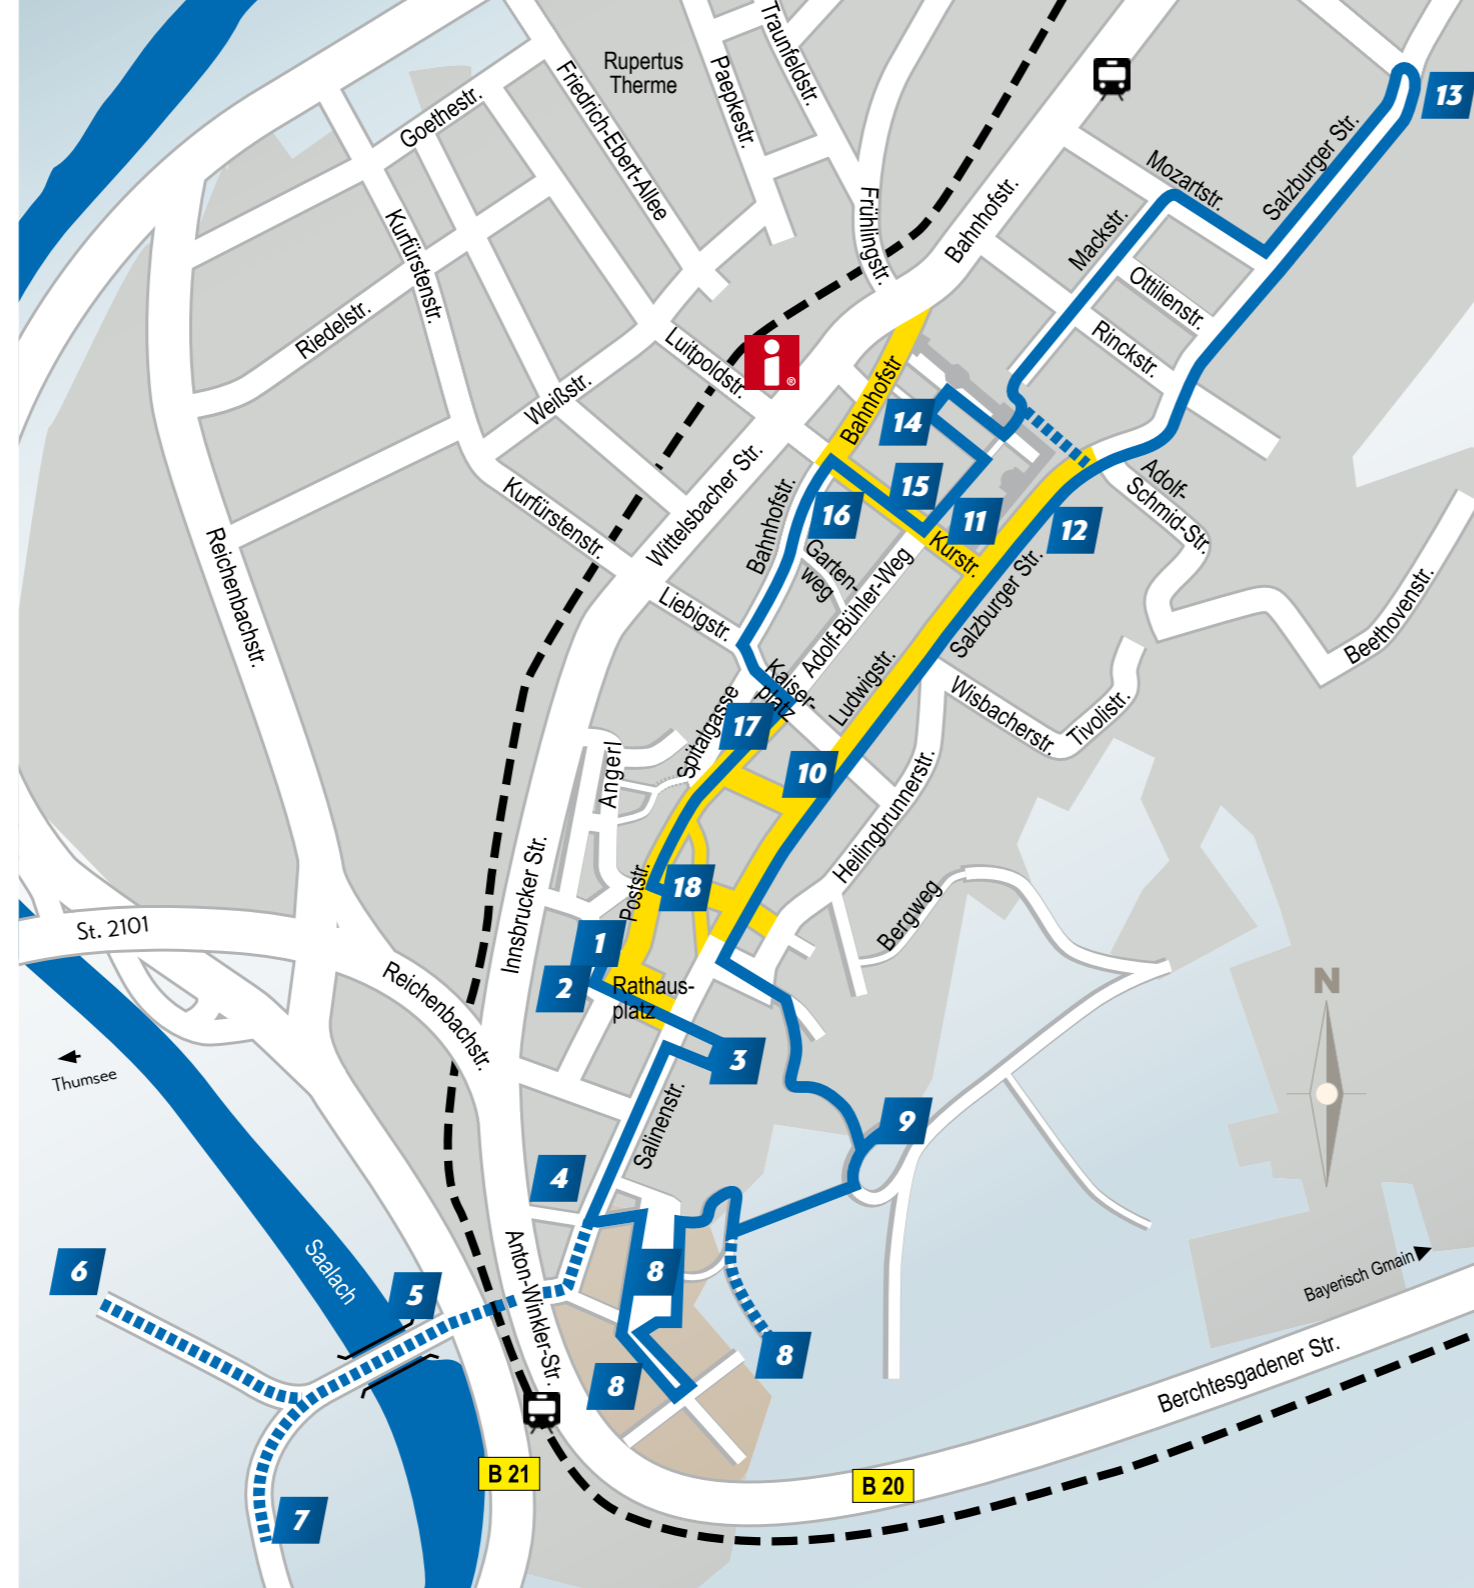 Rupertus
Therme
Traunfeldstr.
Paepkestr.
Friedrich-Ebert-Allee
Goethestr.
13
Salzburger Str.
Mozartstr.
Frühlingstr.
Bahnhofstr.
Mackstr.
Kurfürstenstr.
Ottilienstr.
Riedelstr.
Rinckstr.
Luitpoldstr.
i
®
Bahnhofstr
Weißstr.
14
Wittelsbacher Str.
15
Adolf-
Schmid-Str.
Kurfürstenstr.
Bahnhofstr.
16
11
12
Kurstr.
Reichenbachstr.
Garten-
weg
Adolf-Bühler-Weg
Salzburger Str.
Liebigstr.
Beethovenstr.
Kaiser-
platz
Ludwigstr.
Spitalgasse
17
Wisbacherstr.
Tivolistr.
Angerl
10
Heilingbrunnerstr.
Innsbrucker Str.
Poststr.
18
Bergweg
St. 2101
1
2
Rathaus-
platz
Reichenbachstr.
N
3
Thumsee
Salinenstr.
9
4
Saalach
Anton-Winkler-Str.
6
5
8
Bayerisch Gmain
8
8
Berchtesgadener Str.
B 21
B 20
7